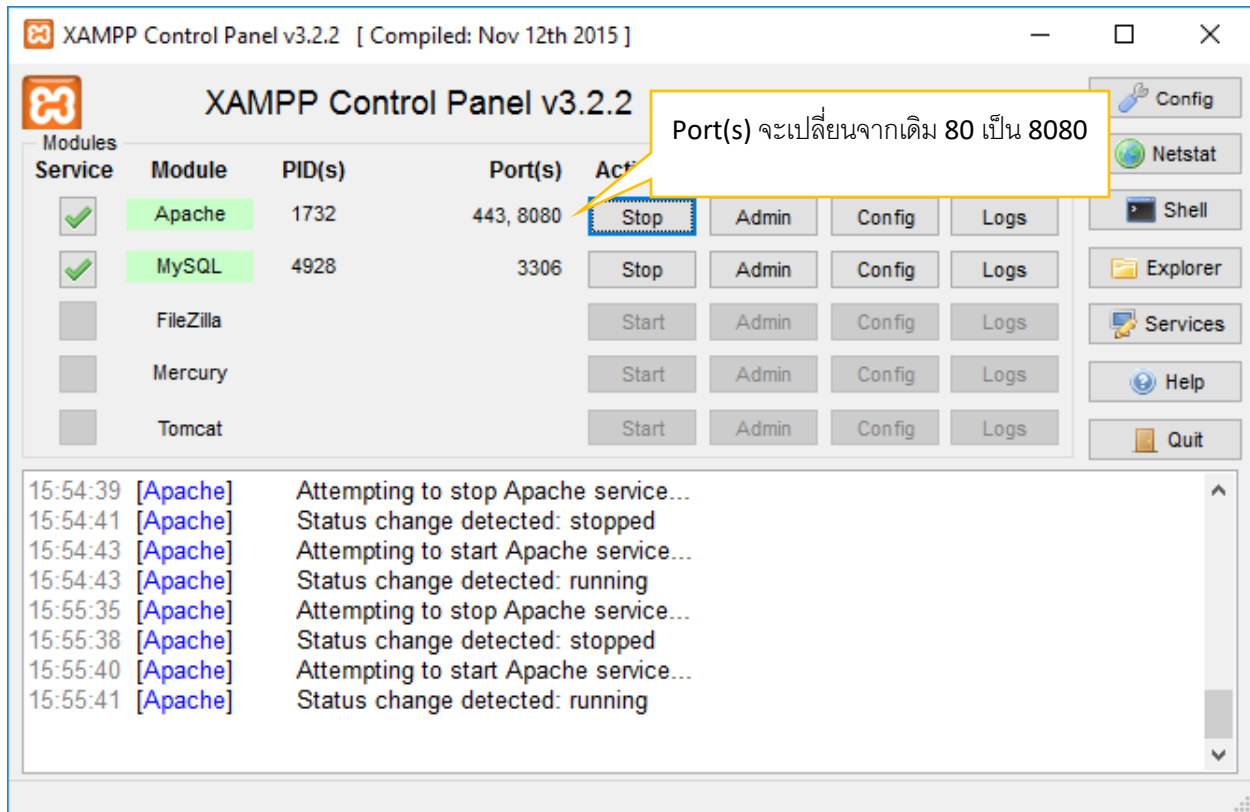 XAMPP Control Panel v3.2.2 [ Compiled: Nov 12th 2015 ]
XAMPP Control Panel v3.2.2
Port(s) จะเปลี่ยนจากเดิม 80 เป็น 8080
Config
Modules
Netstat
Service Module PID(s) Port(s)
Apache 1732 443, 8080 Stop Admin Config Logs
Shell
MySQL 4928 3306 Stop Admin Config Logs
Explorer
FileZilla Start Admin Config Logs
Services
Mercury Start Admin Config Logs
Help
Tomcat Start Admin Config Logs
Quit
15:54:39 [Apache] Attempting to stop Apache service...
15:54:41 [Apache] Status change detected: stopped
15:54:43 [Apache] Attempting to start Apache service...
15:54:43 [Apache] Status change detected: running
15:55:35 [Apache] Attempting to stop Apache service...
15:55:38 [Apache] Status change detected: stopped
15:55:40 [Apache] Attempting to start Apache service...
15:55:41 [Apache] Status change detected: running